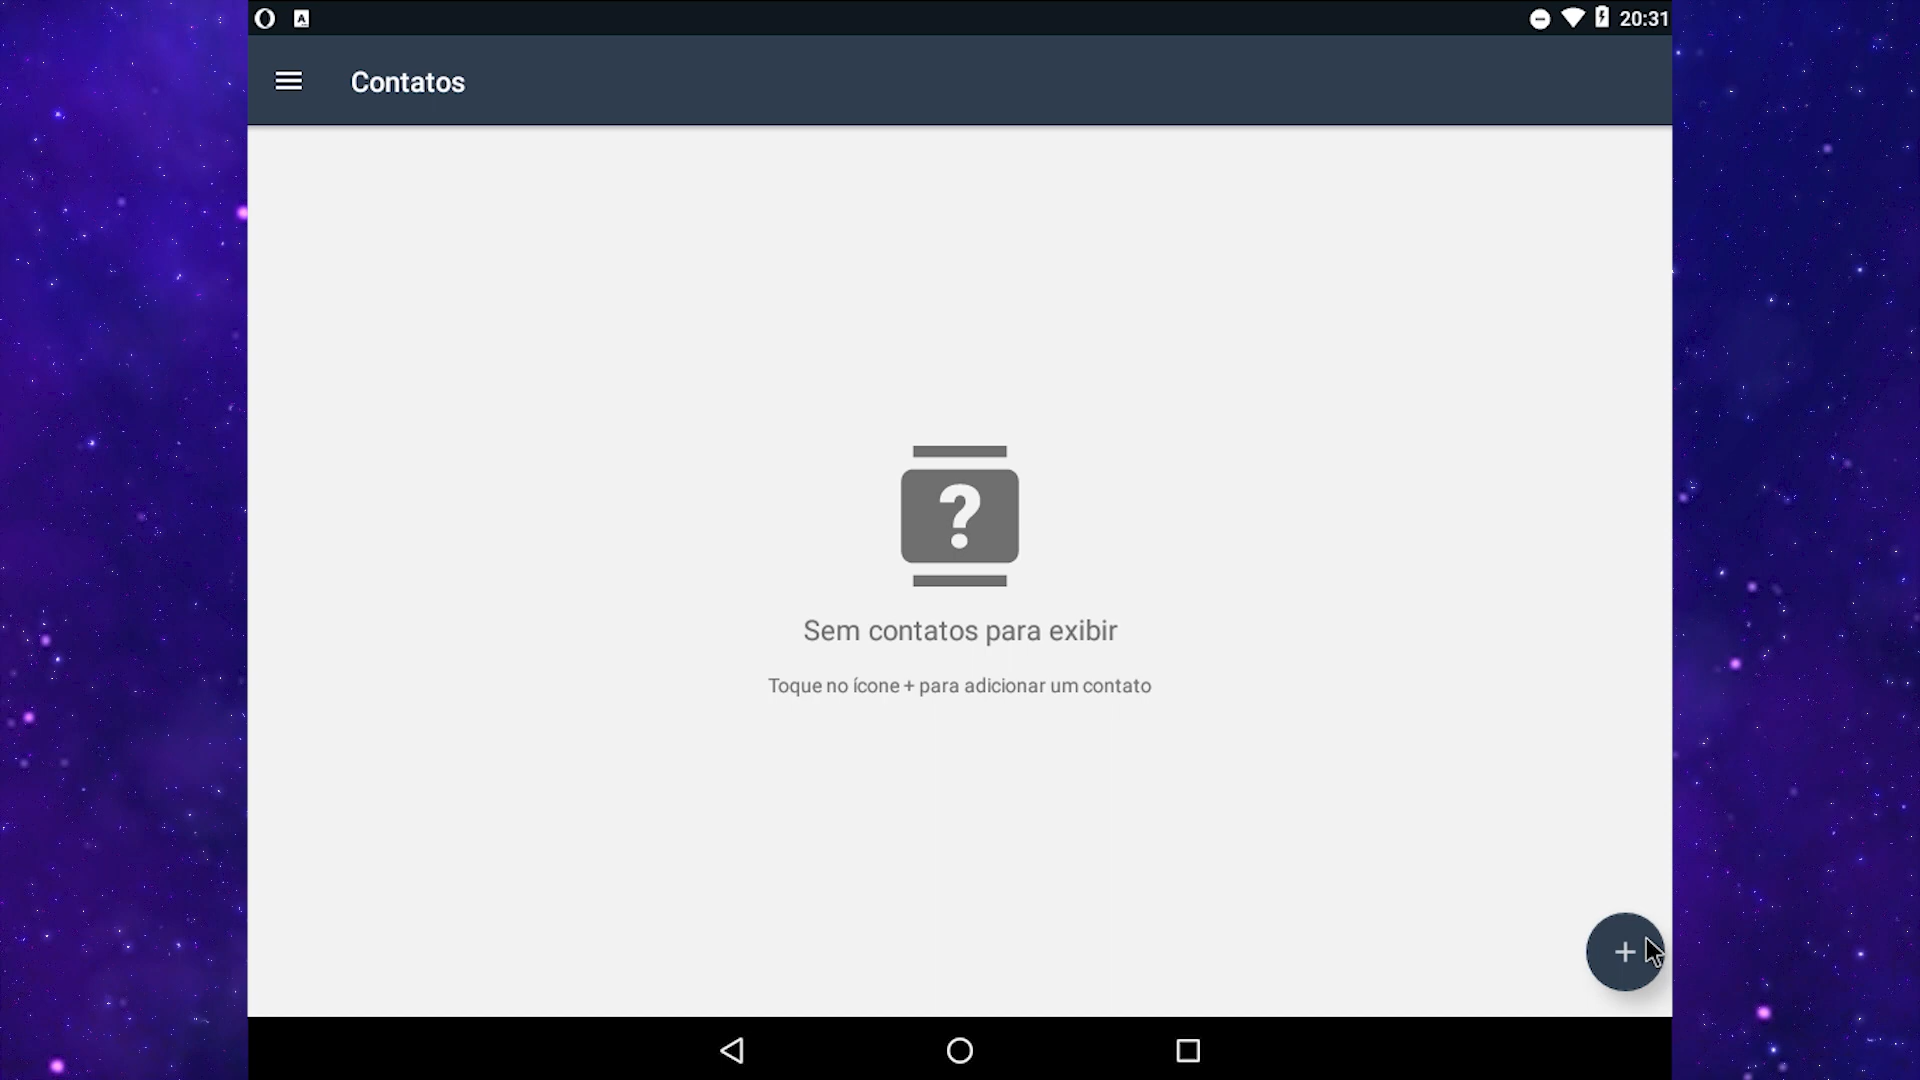 20:31
Contatos
?
Sem contatos para exibir
Toque no ícone + para adicionar um contato
+